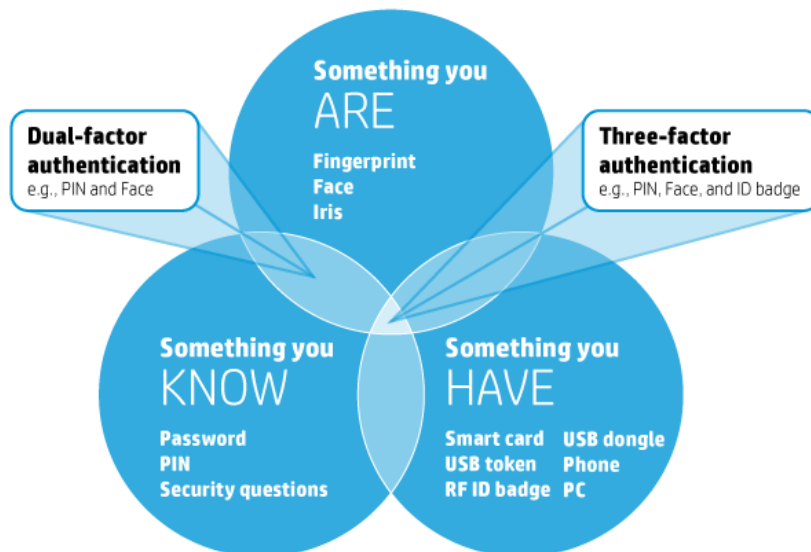 Something you
ARE
Fingerprint
Face
Iris
Dual-factor
authentication
e.g., PIN and Face
Three-factor
authentication
e.g., PIN, Face, and ID badge
Something you
KNOW
Password
PIN
Security questions
Something you
HAVE
Smart card USB dongle
USB token Phone
RF ID badge PC